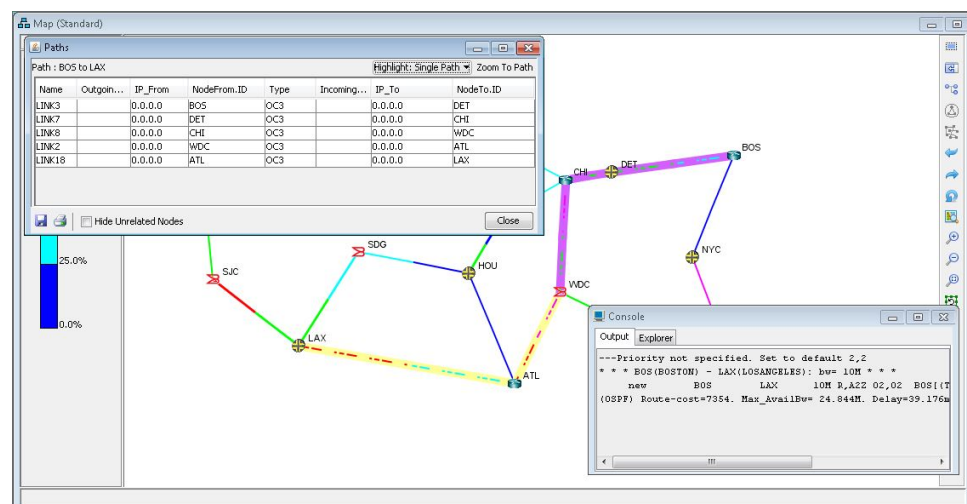 Map (Standard)
Paths
Path : BOS to LAX
Highlight: Single Path
Zoom To Path
Name Outgoin... IP_From NodeFrom.ID Type Incoming... IP_To NodeTo.ID
LINK3 0.0.0.0 BOS OC3 0.0.0.0 DET
LINK7 0.0.0.0 DET OC3 0.0.0.0 CHI
LINK8 0.0.0.0 CHI OC3 0.0.0.0 WDC
LINK2 0.0.0.0 WDC OC3 0.0.0.0 ATL
LINK18 0.0.0.0 ATL OC3 0.0.0.0 LAX
Hide Unrelated Nodes
Close
BOS
DET
CHI
NYC
SDG
HOU
SJC
WDC
LAX
ATL
25.0%
0.0%
Console
Output Explorer
---Priority not specified. Set to default 2,2
* * * BOS(BOSTON) - LAX(LOSANGELES): bw= 10M * * *
new BOS LAX 10M R,A2Z 02,02 BOS[(T
(OSPF) Route-cost=7354. Max_AvailBw= 24.844M. Delay=39.176m